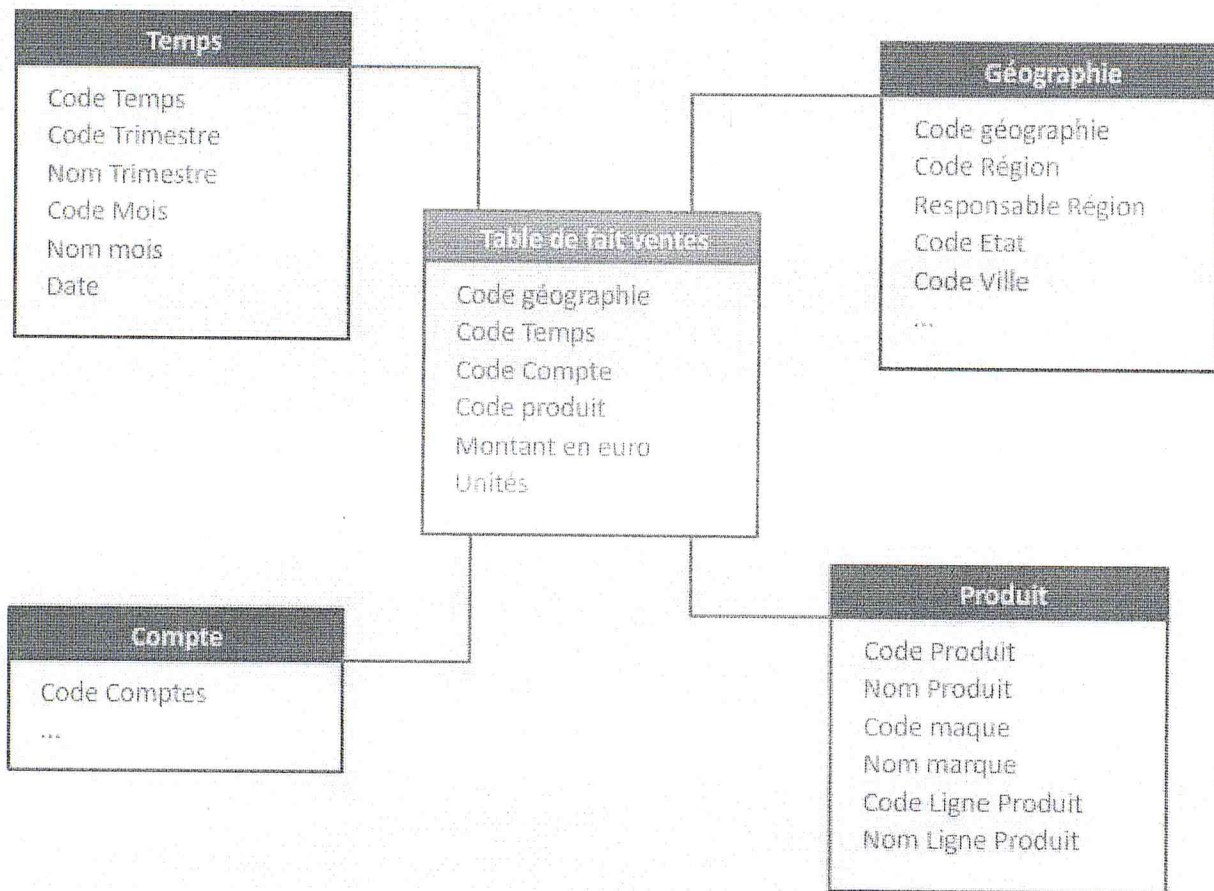 Temps
Code Temps
Code Trimestre
Nom Trimestre
Code Mois
Nom mois
Date
Géographie
Code géographie
Code Région
Responsable Région
Code Etat
Code Ville
...
Table de fait ventes
Code géographie
Code Temps
Code Compte
Code produit
Montant en euro
Unités
Compte
Code Comptes
...
Produit
Code Produit
Nom Produit
Code maque
Nom marque
Code Ligne Produit
Nom Ligne Produit